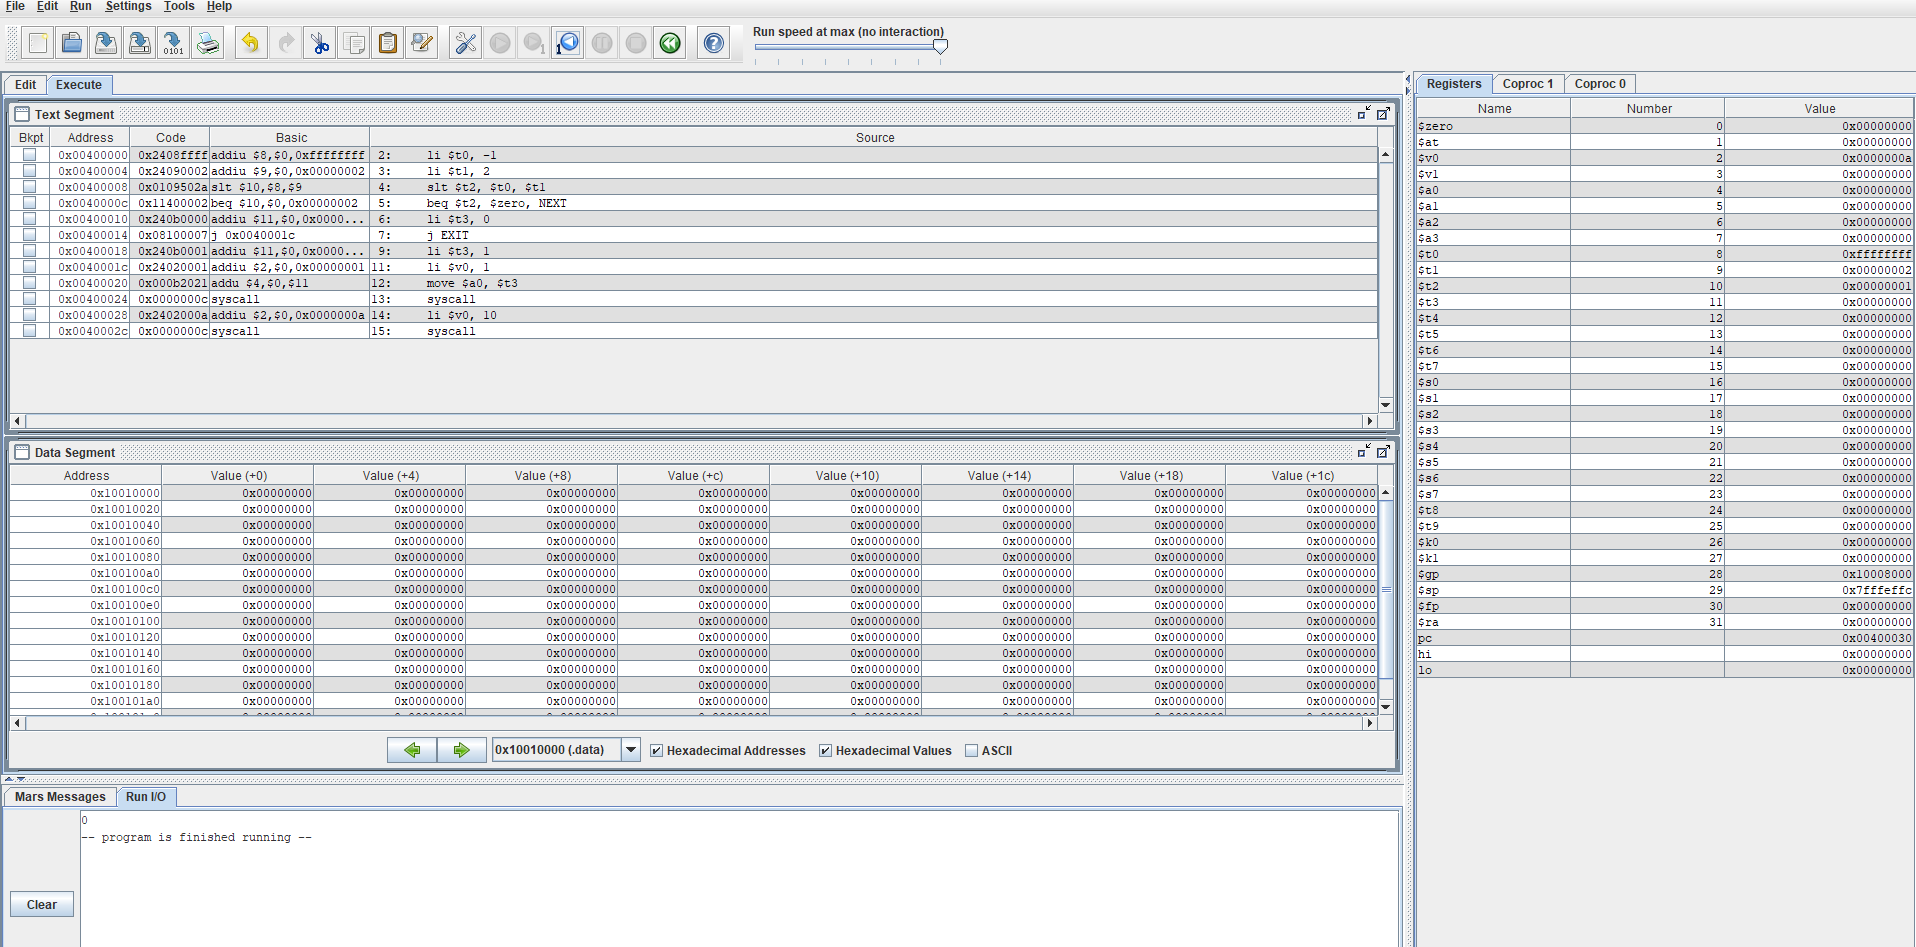 File Edit Run Settings Tools Help
Run speed at max (no interaction)
Edit Execute
Text Segment
Bkpt Address Code Basic Source
0x00400000 0x2408ffff addiu $8,$0,0xffffffff 2: li $t0, -1
0x00400004 0x24090002 addiu $9,$0,0x00000002 3: li $t1, 2
0x00400008 0x0109502a slt $10,$8,$9 4: slt $t2, $t0, $t1
0x0040000c 0x11400002 beq $10,$0,0x00000002 5: beq $t2, $zero, NEXT
0x00400010 0x240b0000 addiu $11,$0,0x0000... 6: li $t3, 0
0x00400014 0x08100007 j 0x0040001c 7: j EXIT
0x00400018 0x240b0001 addiu $11,$0,0x0000... 9: li $t3, 1
0x0040001c 0x24020001 addiu $2,$0,0x00000001 11: li $v0, 1
0x00400020 0x000b2021 addu $4,$0,$11 12: move $a0, $t3
0x00400024 0x0000000c syscall 13: syscall
0x00400028 0x2402000a addiu $2,$0,0x0000000a 14: li $v0, 10
0x0040002c 0x0000000c syscall 15: syscall
Data Segment
Address Value (+0) Value (+4) Value (+8) Value (+c) Value (+10) Value (+14) Value (+18) Value (+1c)
0x10010000 0x00000000 0x00000000 0x00000000 0x00000000 0x00000000 0x00000000 0x00000000 0x00000000
0x10010020 0x00000000 0x00000000 0x00000000 0x00000000 0x00000000 0x00000000 0x00000000 0x00000000
0x10010040 0x00000000 0x00000000 0x00000000 0x00000000 0x00000000 0x00000000 0x00000000 0x00000000
0x10010060 0x00000000 0x00000000 0x00000000 0x00000000 0x00000000 0x00000000 0x00000000 0x00000000
0x10010080 0x00000000 0x00000000 0x00000000 0x00000000 0x00000000 0x00000000 0x00000000 0x00000000
0x100100a0 0x00000000 0x00000000 0x00000000 0x00000000 0x00000000 0x00000000 0x00000000 0x00000000
0x100100c0 0x00000000 0x00000000 0x00000000 0x00000000 0x00000000 0x00000000 0x00000000 0x00000000
0x100100e0 0x00000000 0x00000000 0x00000000 0x00000000 0x00000000 0x00000000 0x00000000 0x00000000
0x10010100 0x00000000 0x00000000 0x00000000 0x00000000 0x00000000 0x00000000 0x00000000 0x00000000
0x10010120 0x00000000 0x00000000 0x00000000 0x00000000 0x00000000 0x00000000 0x00000000 0x00000000
0x10010140 0x00000000 0x00000000 0x00000000 0x00000000 0x00000000 0x00000000 0x00000000 0x00000000
0x10010160 0x00000000 0x00000000 0x00000000 0x00000000 0x00000000 0x00000000 0x00000000 0x00000000
0x10010180 0x00000000 0x00000000 0x00000000 0x00000000 0x00000000 0x00000000 0x00000000 0x00000000
0x100101a0 0x00000000 0x00000000 0x00000000 0x00000000 0x00000000 0x00000000 0x00000000 0x00000000
0x10010000 (.data) Hexadecimal Addresses Hexadecimal Values ASCII
Mars Messages Run I/O
0
-- program is finished running --
Clear
Registers Coproc 1 Coproc 0
Name Number Value
$zero 0 0x00000000
$at 1 0x00000000
$v0 2 0x0000000a
$v1 3 0x00000000
$a0 4 0x00000000
$a1 5 0x00000000
$a2 6 0x00000000
$a3 7 0x00000000
$t0 8 0xffffffff
$t1 9 0x00000002
$t2 10 0x00000001
$t3 11 0x00000000
$t4 12 0x00000000
$t5 13 0x00000000
$t6 14 0x00000000
$t7 15 0x00000000
$s0 16 0x00000000
$s1 17 0x00000000
$s2 18 0x00000000
$s3 19 0x00000000
$s4 20 0x00000000
$s5 21 0x00000000
$s6 22 0x00000000
$s7 23 0x00000000
$t8 24 0x00000000
$t9 25 0x00000000
$k0 26 0x00000000
$k1 27 0x00000000
$gp 28 0x10008000
$sp 29 0x7fffeffc
$fp 30 0x00000000
$ra 31 0x00000000
pc 0x00400030
hi 0x00000000
lo 0x00000000